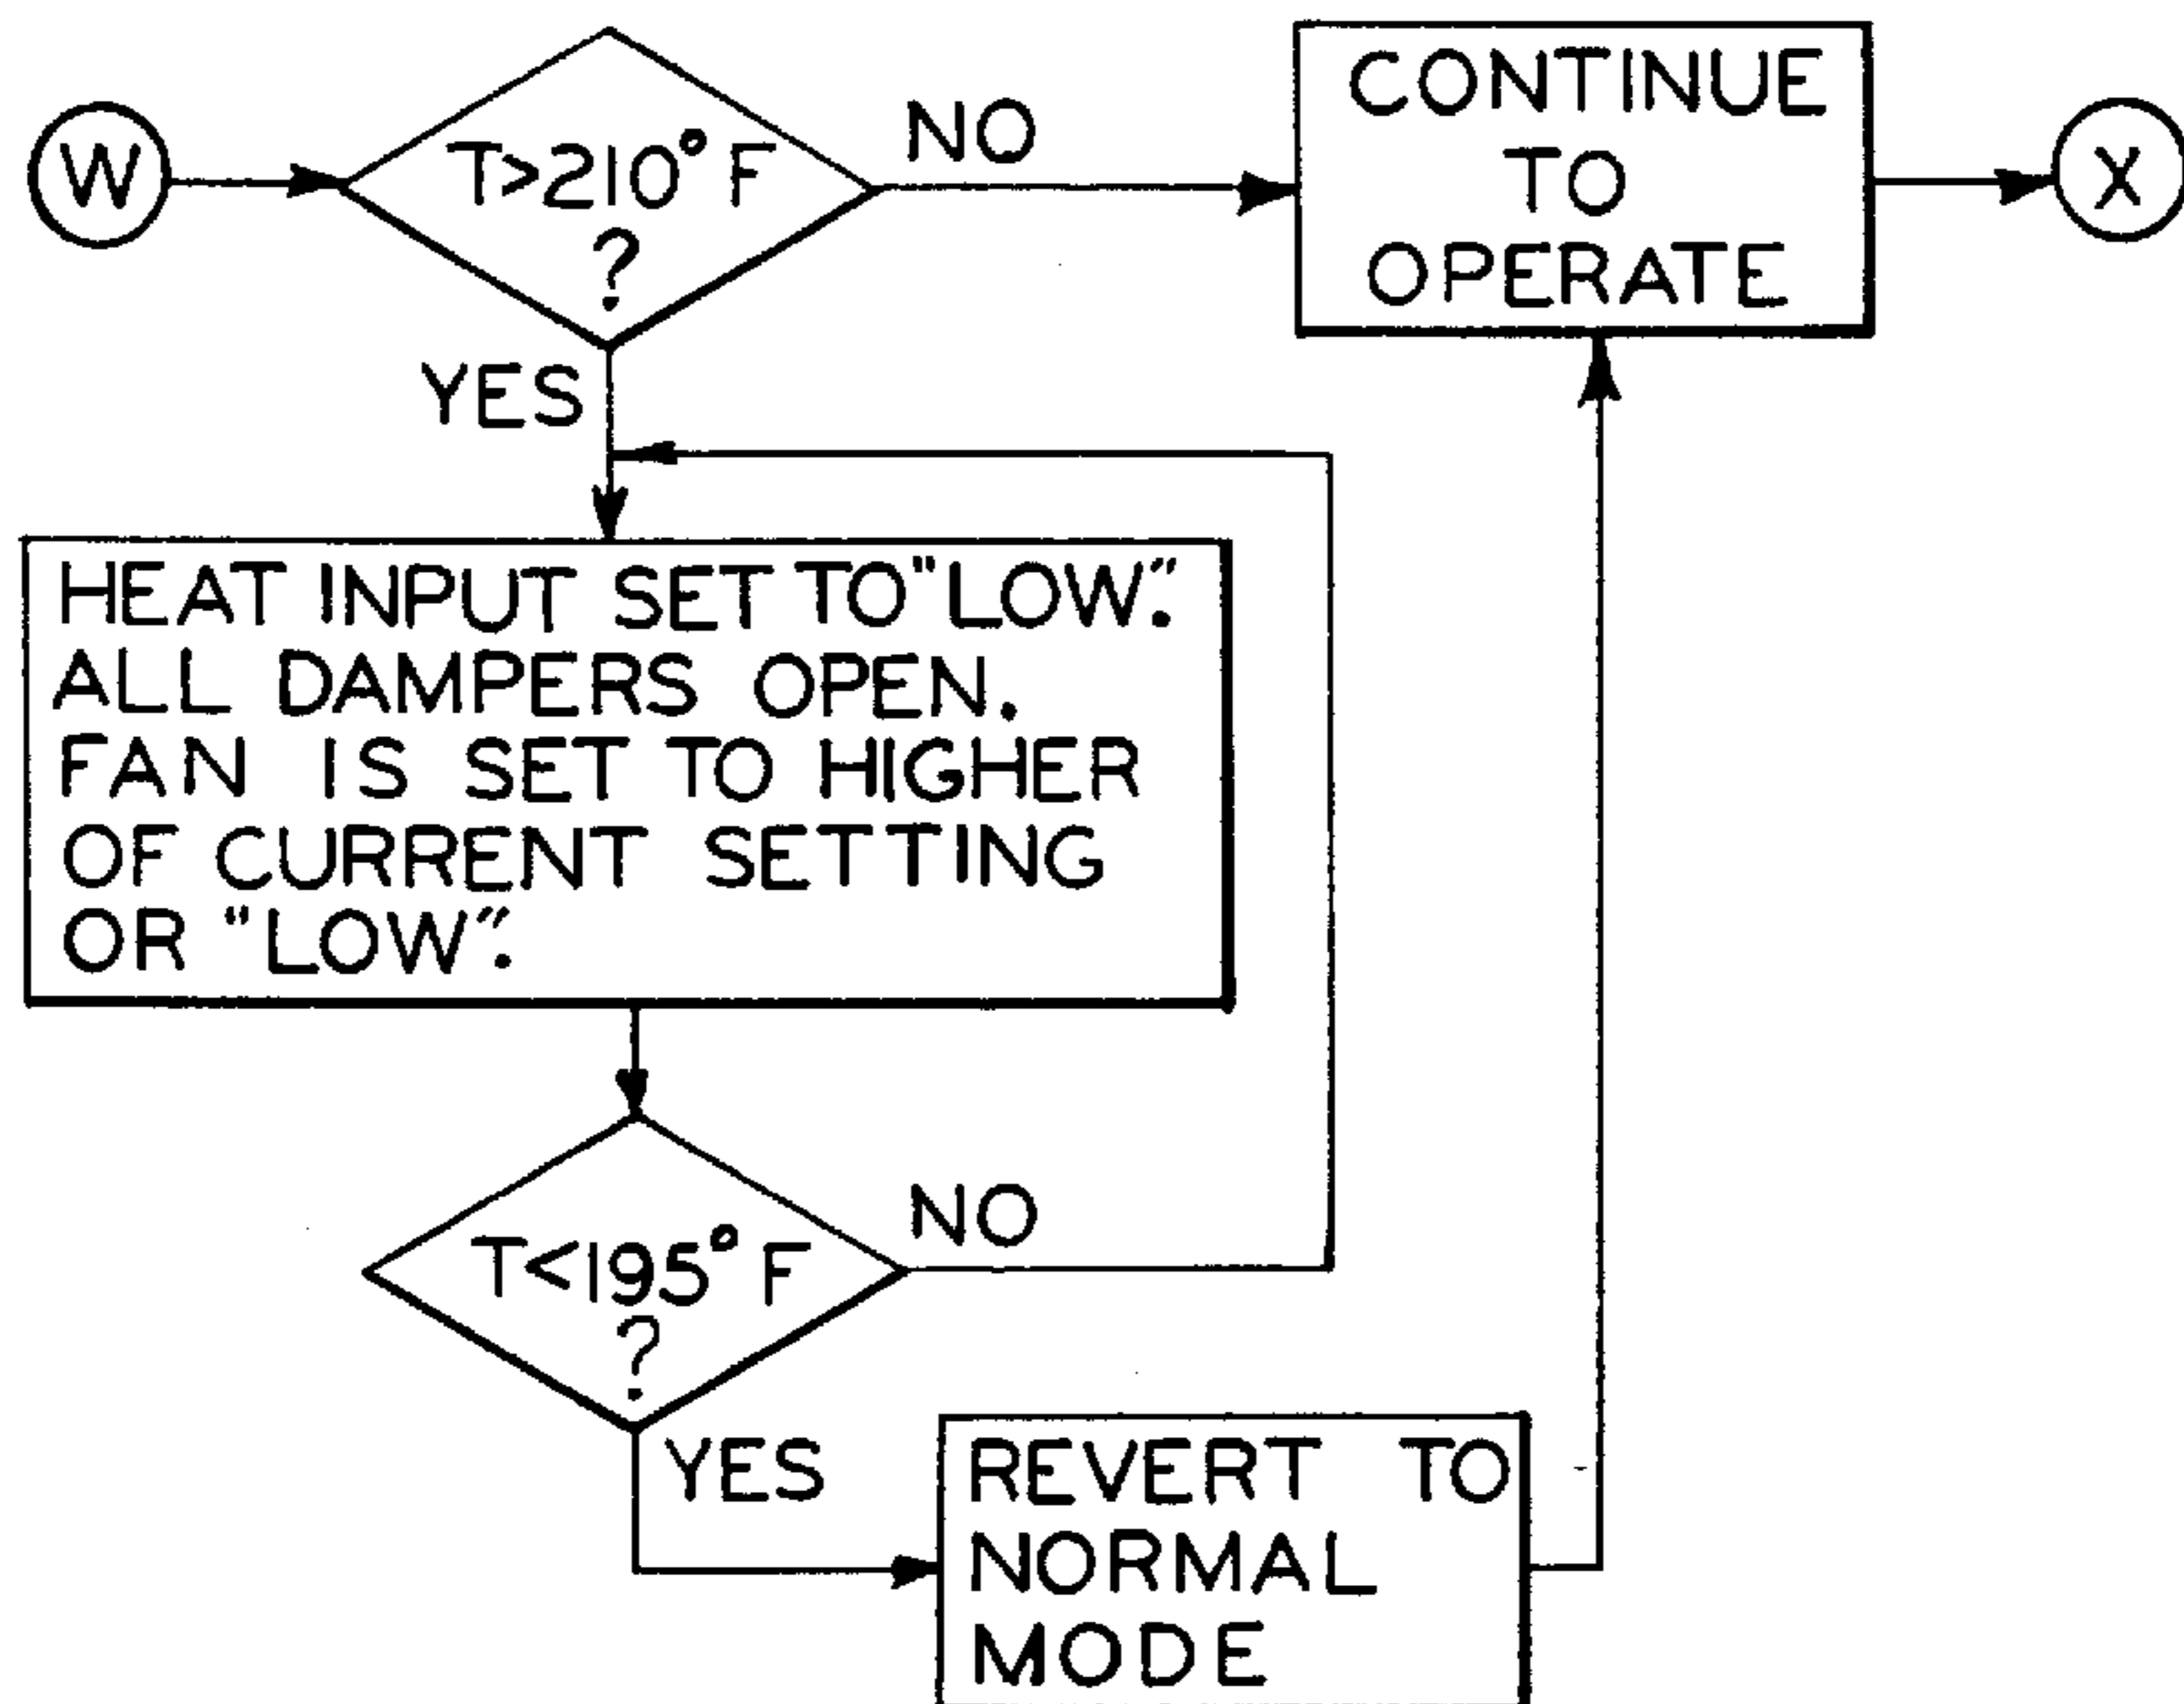 W
T>210° F
?
NO
CONTINUE
TO
OPERATE
X
YES
HEAT INPUT SET TO "LOW".
ALL DAMPERS OPEN.
FAN IS SET TO HIGHER
OF CURRENT SETTING
OR "LOW".
T<195° F
?
NO
YES
REVERT TO
NORMAL
MODE